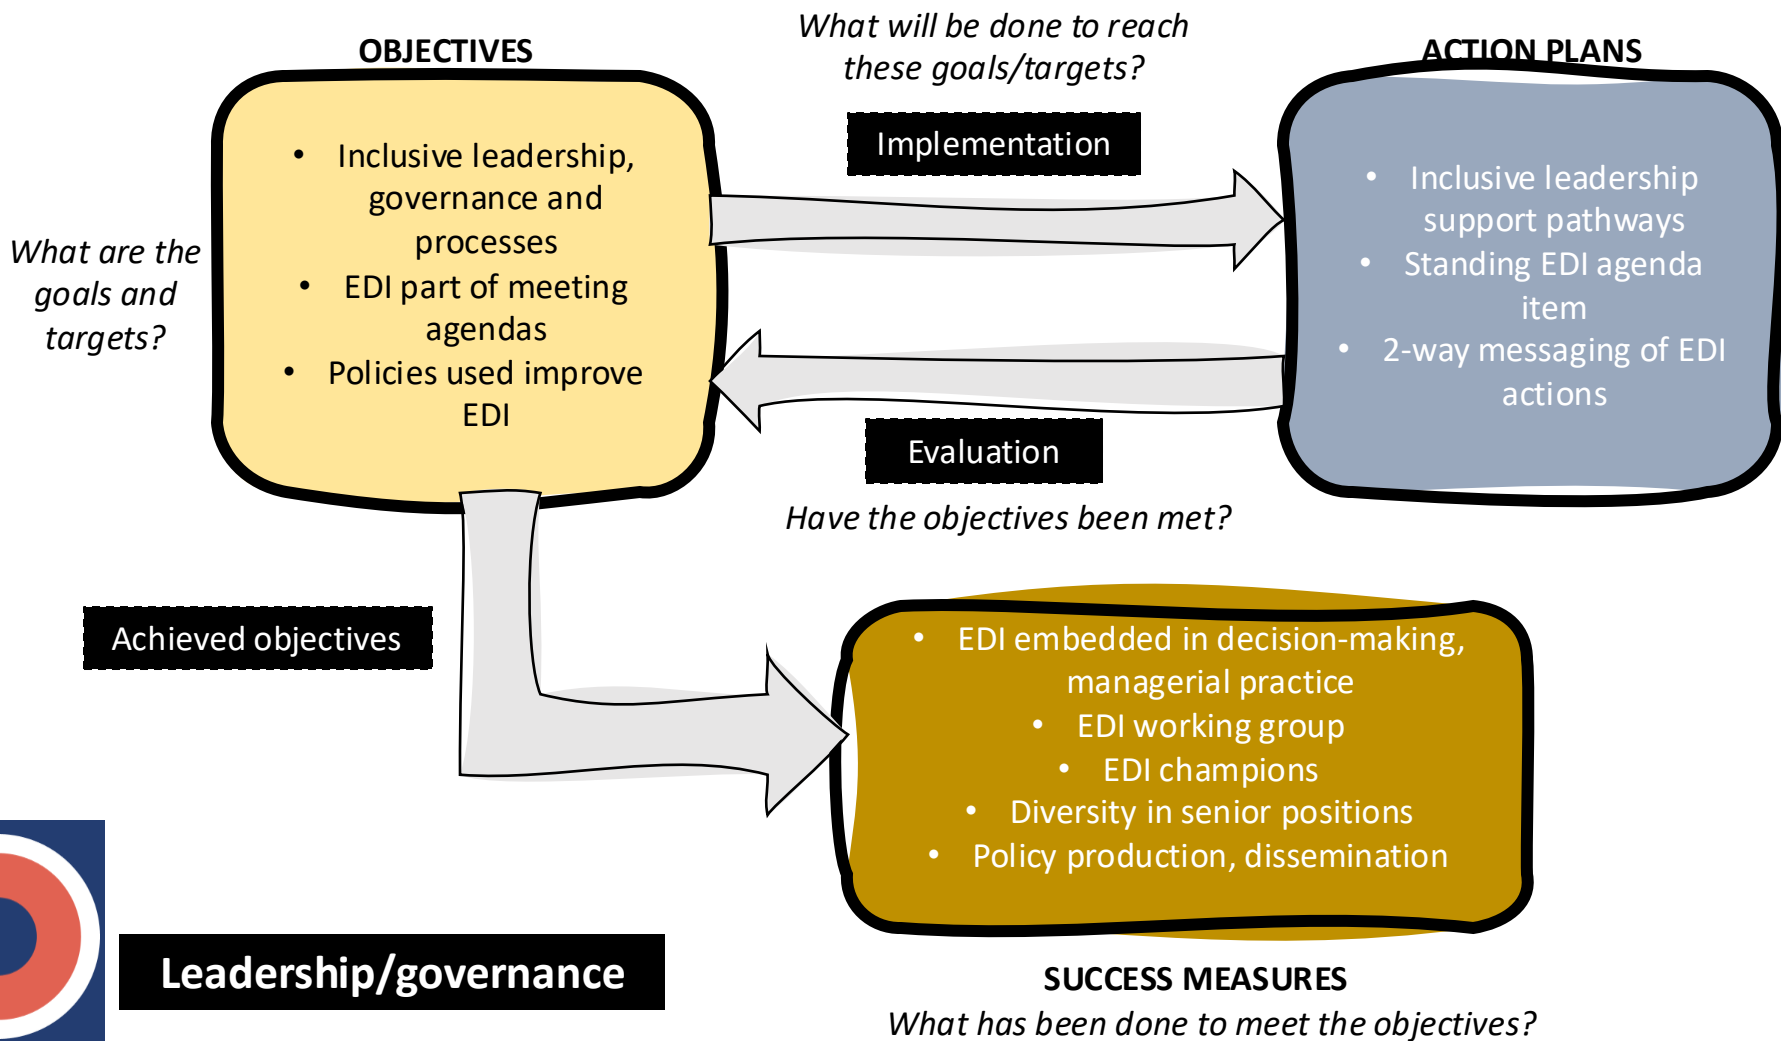 OBJECTIVES
What are the
goals and
targets?
• Inclusive leadership,
governance and
processes
• EDI part of meeting
agendas
• Policies used improve
EDI
What will be done to reach
these goals/targets?
Implementation
ACTION PLANS
• Inclusive leadership
support pathways
• Standing EDI agenda
item
• 2-way messaging of EDI
actions
Evaluation
Have the objectives been met?
Achieved objectives
• EDI embedded in decision-making,
managerial practice
• EDI working group
• EDI champions
• Diversity in senior positions
• Policy production, dissemination
SUCCESS MEASURES
What has been done to meet the objectives?
Leadership/governance